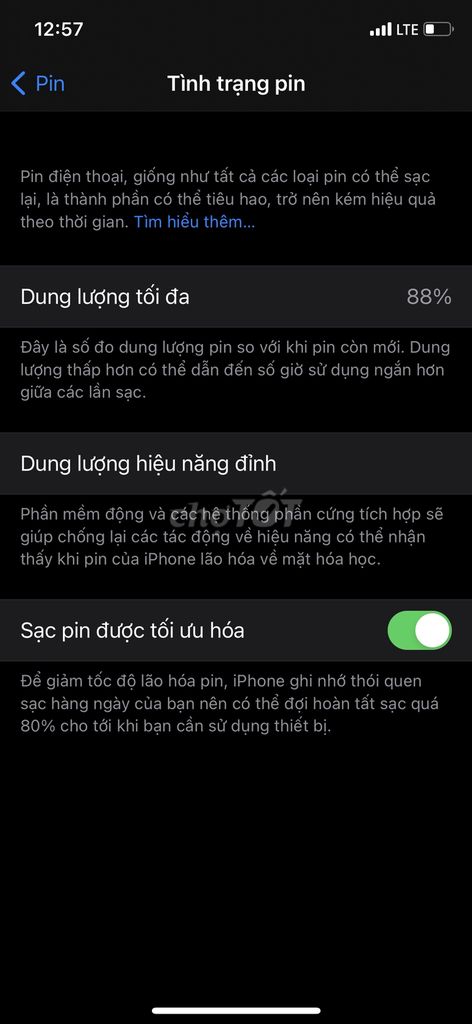 12:57 LTE
Pin Tình trạng pin
Pin điện thoại, giống như tất cả các loại pin có thể sạc
lại, là thành phần có thể tiêu hao, trở nên kém hiệu quả
theo thời gian. Tìm hiểu thêm...
Dung lượng tối đa 88%
Đây là số đo dung lượng pin so với khi pin còn mới. Dung
lượng thấp hơn có thể dẫn đến số giờ sử dụng ngắn hơn
giữa các lần sạc.
Dung lượng hiệu năng đỉnh
chợTỐT
Phần mềm động và các hệ thống phần cứng tích hợp sẽ
giúp chống lại các tác động về hiệu năng có thể nhận
thấy khi pin của iPhone lão hóa về mặt hóa học.
Sạc pin được tối ưu hóa
Để giảm tốc độ lão hóa pin, iPhone ghi nhớ thói quen
sạc hàng ngày của bạn nên có thể đợi hoàn tất sạc quá
80% cho tới khi bạn cần sử dụng thiết bị.